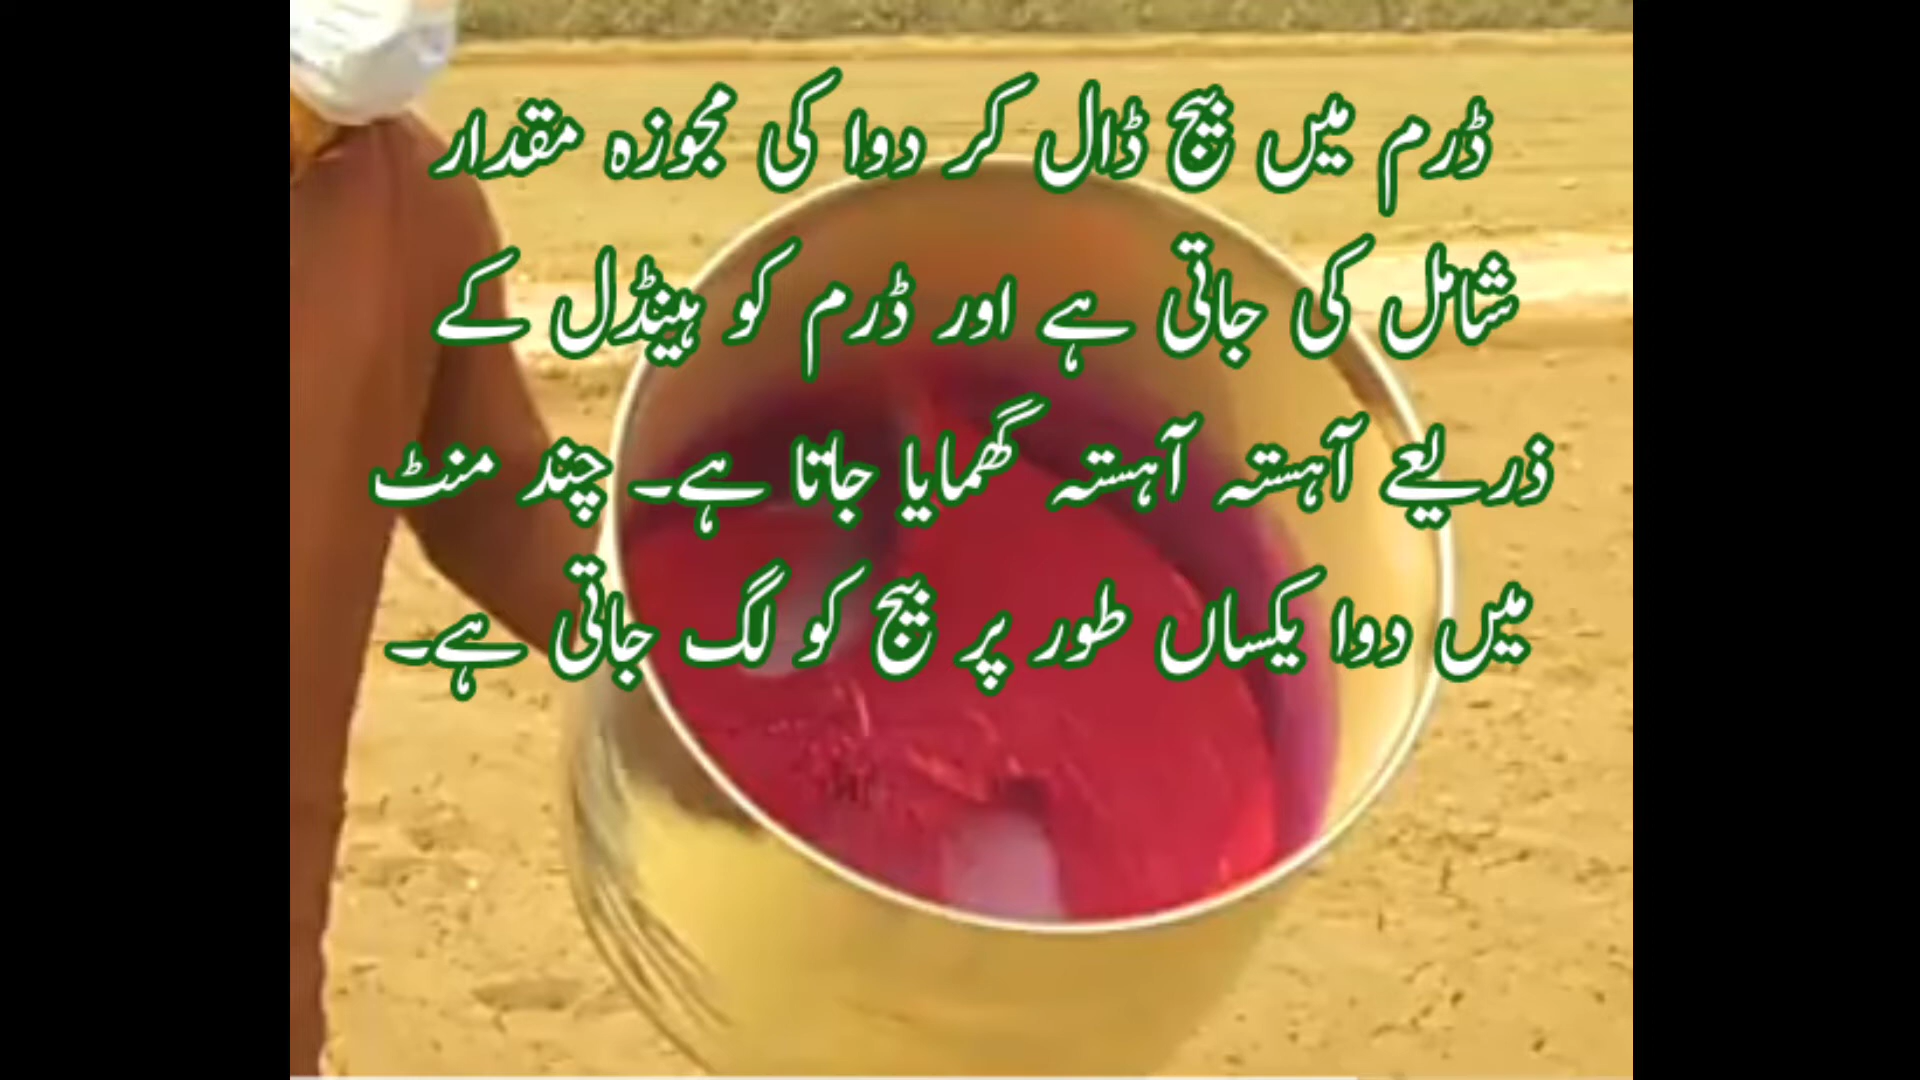 ڈرم میں بیج ڈال کر دوا کی مجوزہ مقدار
شامل کی جاتی ہے اور ڈرم کو ہینڈل کے
ذریعے آہستہ آہستہ گھمایا جاتا ہے۔ چند منٹ
میں دوا یکساں طور پر بیج کو لگ جاتی ہے۔